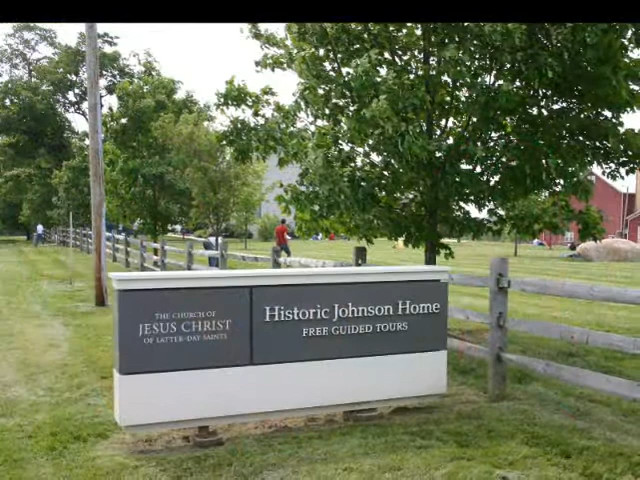 THE CHURCH OF
JESUS CHRIST
OF LATTER-DAY SAINTS
Historic Johnson Home
FREE GUIDED TOURS